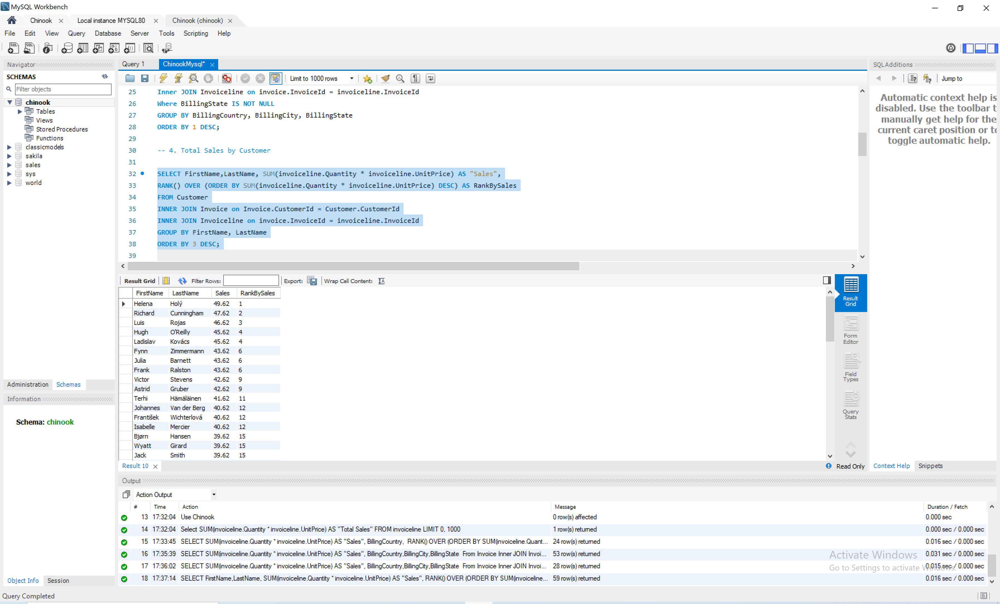 MySQL Workbench
Chinook
Local instance MYSQL80
Chinook (chinook)
File Edit View Query Database Server Tools Scripting Help
Navigator
SCHEMAS
Filter objects
chinook
Tables
Views
Stored Procedures
Functions
classicmodels
sakila
sales
sys
world
Administration Schemas
Information
Schema: chinook
Object Info Session
Query Completed
Query 1
ChinookMysql*
Limit to 1000 rows
25 Inner JOIN Invoiceline on invoice.InvoiceId = invoiceline.InvoiceId
26 Where BillingState IS NOT NULL
27 GROUP BY BillingCountry, BillingCity, BillingState
28 ORDER BY 1 DESC;
29
30 -- 4. Total Sales by Customer
31
32 SELECT FirstName,LastName, SUM(invoiceline.Quantity * invoiceline.UnitPrice) AS "Sales",
33 RANK() OVER (ORDER BY SUM(invoiceline.Quantity * invoiceline.UnitPrice) DESC) AS RankBySales
34 FROM Customer
35 INNER JOIN Invoice on Invoice.CustomerId = Customer.CustomerId
36 INNER JOIN Invoiceline on invoice.InvoiceId = invoiceline.InvoiceId
37 GROUP BY FirstName, LastName
38 ORDER BY 3 DESC;
39
Result Grid Filter Rows: Export: Wrap Cell Content:
FirstName LastName Sales RankBySales
Helena Holý 49.62 1
Richard Cunningham 47.62 2
Luis Rojas 46.62 3
Hugh O'Reilly 45.62 4
Ladislav Kovács 45.62 4
Fynn Zimmermann 43.62 6
Julia Barnett 43.62 6
Frank Ralston 43.62 6
Victor Stevens 42.62 9
Astrid Gruber 42.62 9
Terhi Hämäläinen 41.62 11
Johannes Van der Berg 40.62 12
František Wichterlová 40.62 12
Isabelle Mercier 40.62 12
Bjørn Hansen 39.62 15
Wyatt Girard 39.62 15
Jack Smith 39.62 15
Result 10
Read Only
Result
Grid
Form
Editor
Field
Types
Query
Stats
SQLAdditions
Jump to
Automatic context help is
disabled. Use the toolbar t
manually get help for the
current caret position or to
toggle automatic help.
Context Help Snippets
Output
Action Output
# Time Action Message Duration / Fetch
13 17:32:04 Use Chinook 0 row(s) affected 0.000 sec
14 17:32:04 Select SUM(invoiceline.Quantity * invoiceline.UnitPrice) AS "Total Sales" FROM invoiceline LIMIT 0, 1000 1 row(s) returned 0.000 sec / 0.000 sec
15 17:33:45 SELECT SUM(invoiceline.Quantity * invoiceline.UnitPrice) AS "Sales", BillingCountry, RANK() OVER (ORDER BY SUM(invoiceline.Quant... 24 row(s) returned 0.016 sec / 0.000 sec
16 17:35:39 SELECT SUM(invoiceline.Quantity * invoiceline.UnitPrice) AS "Sales", BillingCountry,BillingCity,BillingState From Invoice Inner JOIN Invoi... 53 row(s) returned 0.031 sec / 0.000 sec
17 17:36:02 SELECT SUM(invoiceline.Quantity * invoiceline.UnitPrice) AS "Sales", BillingCountry,BillingCity,BillingState From Invoice Inner JOIN Invoi... 28 row(s) returned 0.015 sec / 0.000 sec
18 17:37:14 SELECT FirstName,LastName, SUM(invoiceline.Quantity * invoiceline.UnitPrice) AS "Sales", RANK() OVER (ORDER BY SUM(invoiceline... 59 row(s) returned 0.016 sec / 0.000 sec
Activate Windows
Go to Settings to activate Windows.